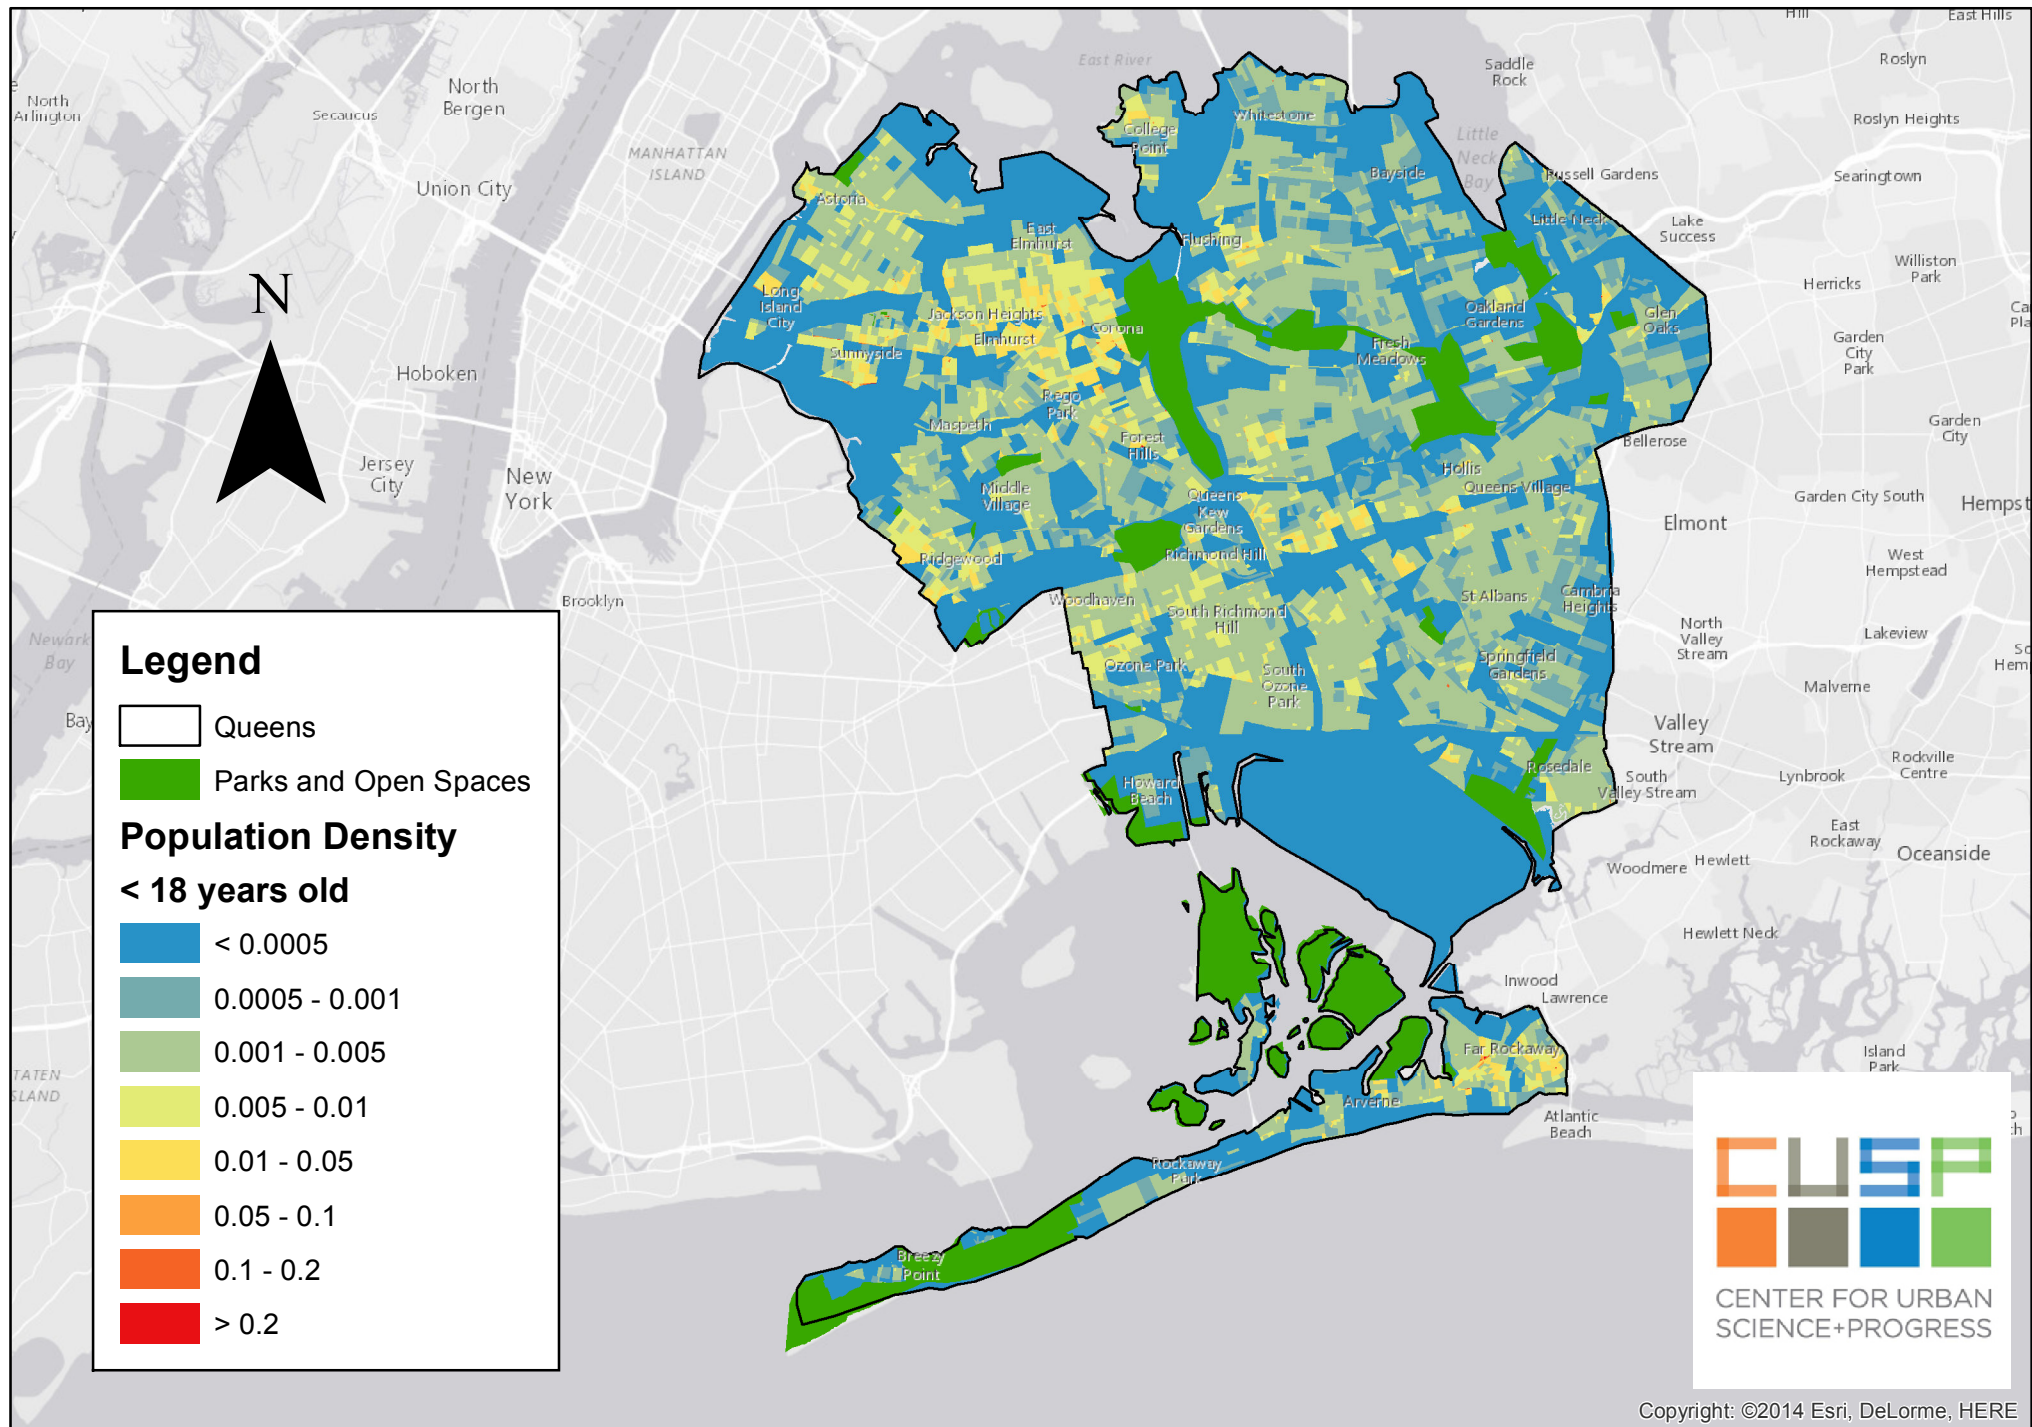 Hill
East Hills
Saddle
Rock
Roslyn
East River
North
Bergen
North
Arlington
Secaucus
Roslyn Heights
Whitestone
College
Point
Little
Neck
Bay
MANHATTAN
ISLAND
Union City
Bayside
Russell Gardens
Searingtown
Astoria
Little Neck
Lake
Success
East
Elmhurst
Flushing
Williston
Park
Herricks
N
Long
Island
City
Jackson Heights
Elmhurst
Corona
Oakland
Gardens
Glen
Oaks
Sunnyside
Fresh
Meadows
Garden
City
Park
Hoboken
Rego
Park
Maspeth
Forest
Hills
Garden
City
Bellerose
Jersey
City
New
York
Hollis
Queens Village
Middle
Village
Queens
Kew
Gardens
Garden City South
Hempst
Elmont
Ridgewood
Richmond Hill
West
Hempstead
Brooklyn
Woodhaven
South Richmond
Hill
St Albans
Cambria
Heights
North
Valley
Stream
Lakeview
Newark
Bay
Ozone Park
South
Ozone
Park
Springfield
Gardens
Malverne
Valley
Stream
Howard
Beach
Rosedale
South
Valley Stream
Lynbrook
Rockville
Centre
East
Rockaway
Oceanside
Woodmere
Hewlett
Hewlett Neck
Inwood
Lawrence
Far Rockaway
Island
Park
Arverne
Atlantic
Beach
Rockaway
Park
Breezy
Point
Legend
Queens
Parks and Open Spaces
Population Density
< 18 years old
< 0.0005
0.0005 - 0.001
0.001 - 0.005
0.005 - 0.01
0.01 - 0.05
0.05 - 0.1
0.1 - 0.2
> 0.2
CUSP
CENTER FOR URBAN
SCIENCE+PROGRESS
Copyright: ©2014 Esri, DeLorme, HERE